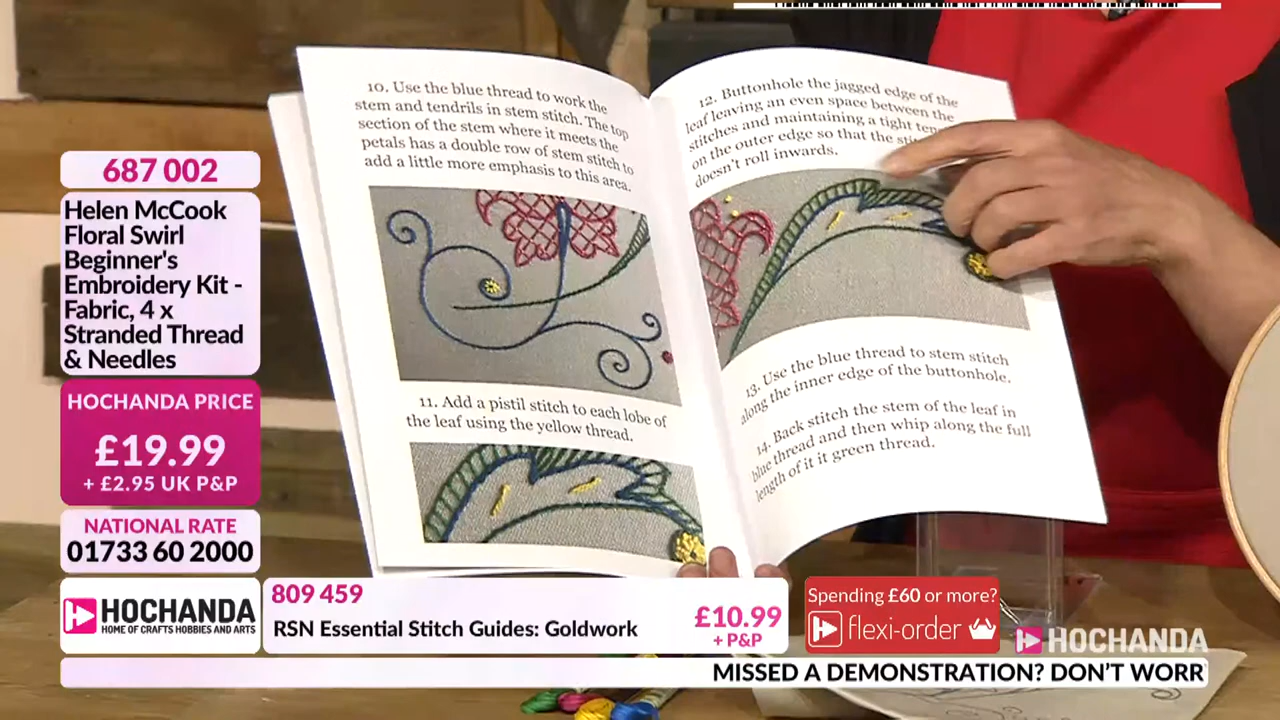 10. Use the blue thread to work the
stem and tendrils in stem stitch. The top
section of the stem where it meets the
petals has a double row of stem stitch to
add a little more emphasis to this area.
11. Add a pistil stitch to each lobe of
the leaf using the yellow thread.
12. Buttonhole the jagged edge of the
leaf leaving an even space between the
stitches and maintaining a tight
on the outer edge so that the
doesn't roll inwards.
13. Use the blue thread to stem stitch
along the inner edge of the buttonhole.
14. Back stitch the stem of the leaf in
blue thread and then whip along the full
length of it it green thread.
687 002
Helen McCook
Floral Swirl
Beginner's
Embroidery Kit -
Fabric, 4 x
Stranded Thread
& Needles
HOCHANDA PRICE
£19.99
+ £2.95 UK P&P
NATIONAL RATE
01733 60 2000
HOCHANDA
HOME OF CRAFTS HOBBIES AND ARTS
809 459
RSN Essential Stitch Guides: Goldwork
£10.99
+ P&P
Spending £60 or more?
flexi-order
HOCHANDA
MISSED A DEMONSTRATION? DON'T WORR